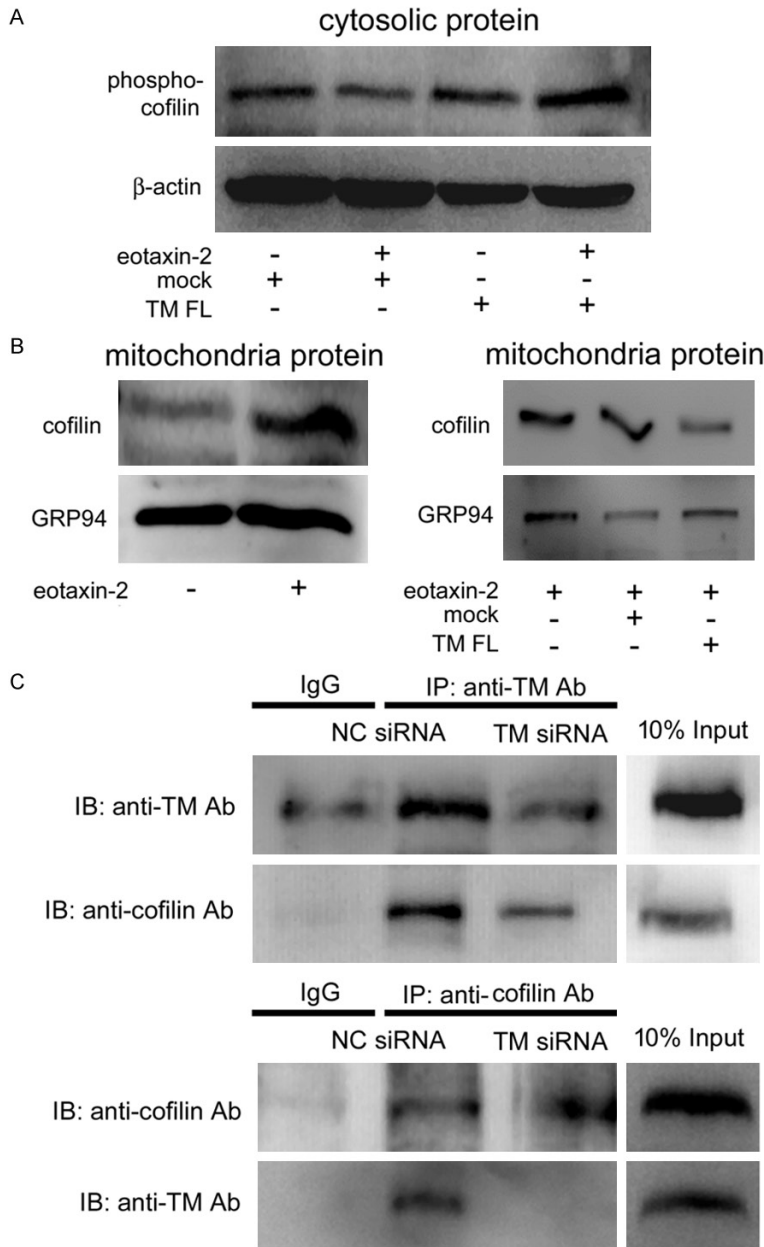 A
cytosolic protein
phospho-
cofilin
β-actin
eotaxin-2 - + - +
mock + + - -
TM FL - - + +
B
mitochondria protein
cofilin
GRP94
eotaxin-2 - +
mitochondria protein
cofilin
GRP94
eotaxin-2 + + +
mock - + -
TM FL - - +
C
IgG IP: anti-TM Ab
NC siRNA TM siRNA 10% Input
IB: anti-TM Ab
IB: anti-cofilin Ab
IgG IP: anti-cofilin Ab
NC siRNA TM siRNA 10% Input
IB: anti-cofilin Ab
IB: anti-TM Ab